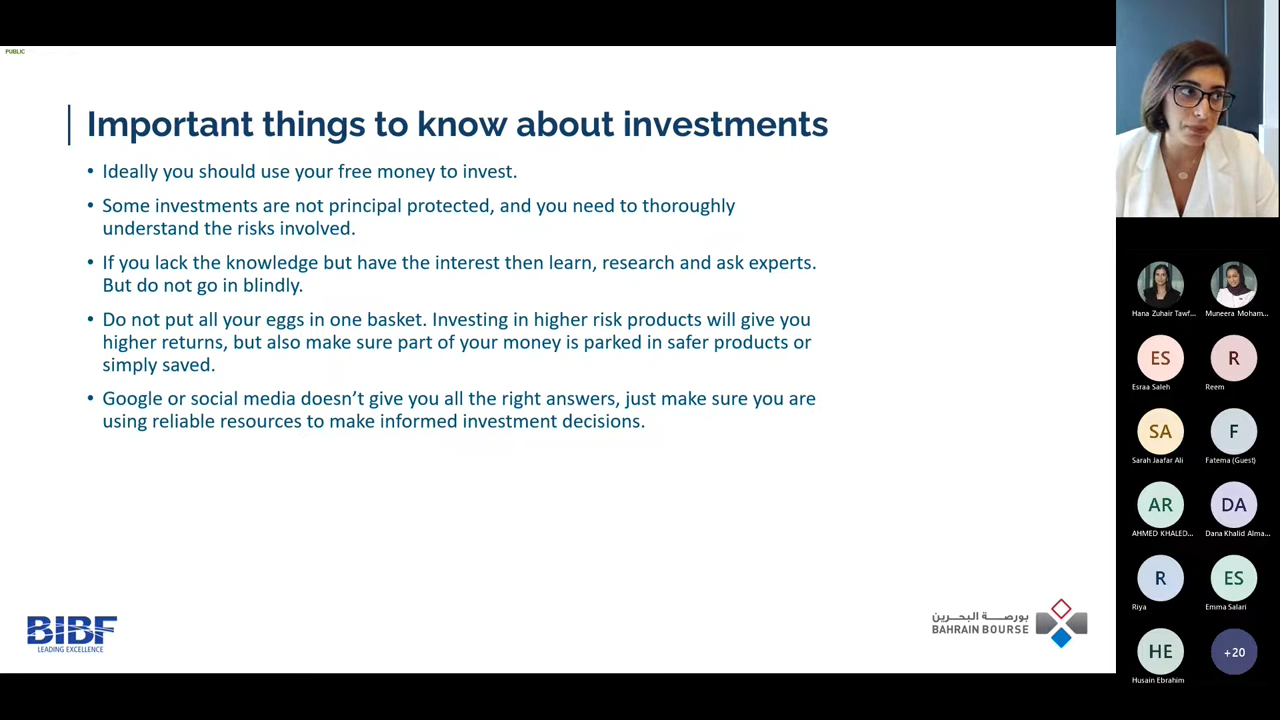 PUBLIC
Important things to know about investments
• Ideally you should use your free money to invest.
• Some investments are not principal protected, and you need to thoroughly
understand the risks involved.
• If you lack the knowledge but have the interest then learn, research and ask experts.
But do not go in blindly.
• Do not put all your eggs in one basket. Investing in higher risk products will give you
higher returns, but also make sure part of your money is parked in safer products or
simply saved.
• Google or social media doesn’t give you all the right answers, just make sure you are
using reliable resources to make informed investment decisions.
BIBF
LEADING EXCELLENCE
بورصة البحرين
BAHRAIN BOURSE
Hana Zuhair Tawf...
Muneera Moham...
ES
R
Esraa Saleh
Reem
SA
F
Sarah Jaafar Ali
Fatema (Guest)
AR
DA
AHMED KHALED...
Dana Khalid Alma...
R
ES
Riya
Emma Salari
HE
+20
Husain Ebrahim